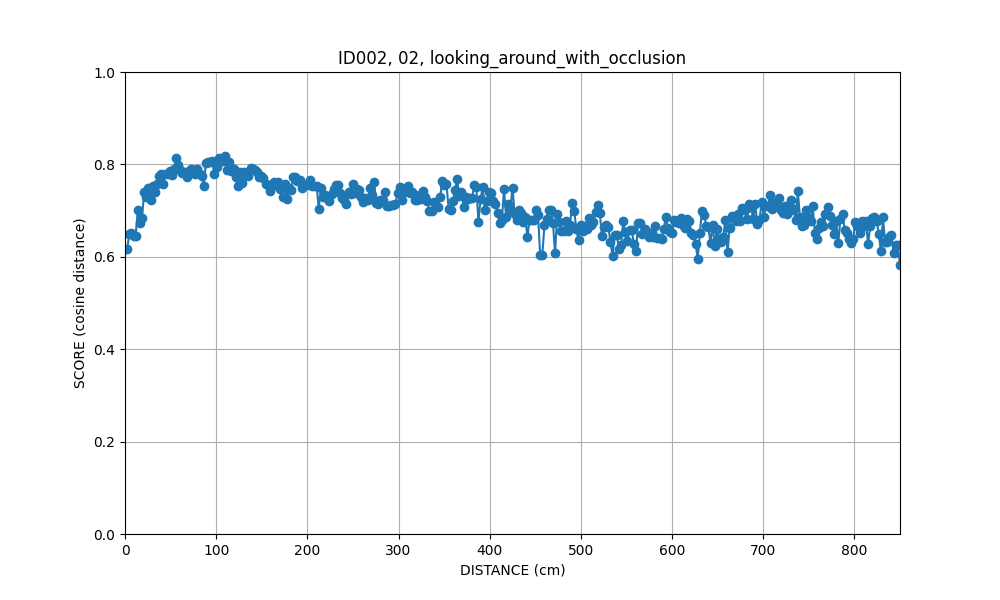 ID002, 02, looking_around_with_occlusion
1.0
0.8
0.6
0.4
0.2
0.0
SCORE (cosine distance)
0 100 200 300 400 500 600 700 800
DISTANCE (cm)